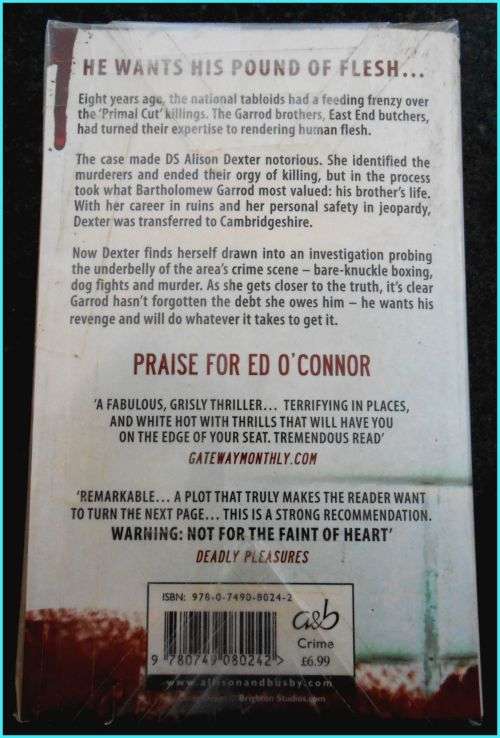 HE WANTS HIS POUND OF FLESH...
Eight years ago, the national tabloids had a feeding frenzy over
the 'Primal Cut' killings. The Garrod brothers, East End butchers,
had turned their expertise to rendering human flesh.
The case made DS Alison Dexter notorious. She identified the
murderers and ended their orgy of killing, but in the process
took what Bartholomew Garrod most valued: his brother's life.
With her career in ruins and her personal safety in jeopardy,
Dexter was transferred to Cambridgeshire.
Now Dexter finds herself drawn into an investigation probing
the underbelly of the area's crime scene – bare-knuckle boxing,
dog fights and murder. As she gets closer to the truth, it's clear
Garrod hasn't forgotten the debt she owes him – he wants his
revenge and will do whatever it takes to get it.
PRAISE FOR ED O'CONNOR
'A FABULOUS, GRISLY THRILLER... TERRIFYING IN PLACES,
AND WHITE HOT WITH THRILLS THAT WILL HAVE YOU
ON THE EDGE OF YOUR SEAT. TREMENDOUS READ'
GATEWAYMONTHLY.COM
'REMARKABLE... A PLOT THAT TRULY MAKES THE READER WANT
TO TURN THE NEXT PAGE... THIS IS A STRONG RECOMMENDATION.
WARNING: NOT FOR THE FAINT OF HEART'
DEADLY PLEASURES
ISBN: 978-0-7490-8024-2
9 780749 080242 >
a&b
Crime
£6.99
www.allisonandbusby.com
Brighton Studios.com